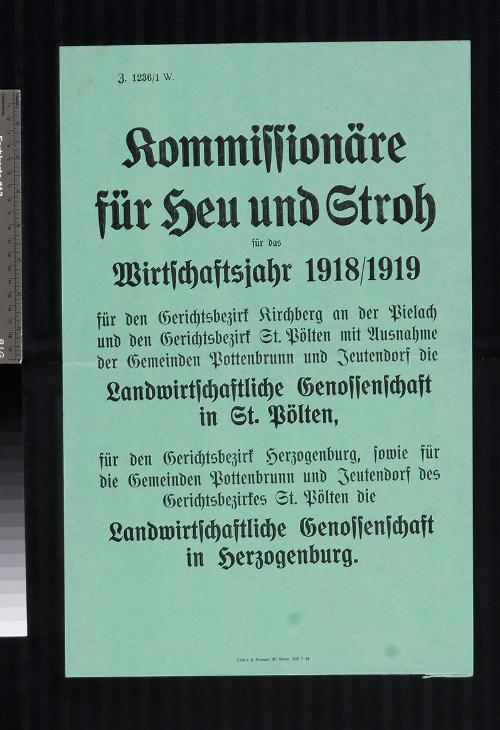 Z. 1236/1 W.
Kommissionäre
für Heu und Stroh
für das
Wirtschaftsjahr 1918/1919
für den Gerichtsbezirk Kirchberg an der Pielach
und den Gerichtsbezirk St. Pölten mit Ausnahme
der Gemeinden Pottenbrunn und Jeutendorf die
Landwirtschaftliche Genossenschaft
in St. Pölten,
für den Gerichtsbezirk Herzogenburg, sowie für
die Gemeinden Pottenbrunn und Jeutendorf des
Gerichtsbezirkes St. Pölten die
Landwirtschaftliche Genossenschaft
in Herzogenburg.